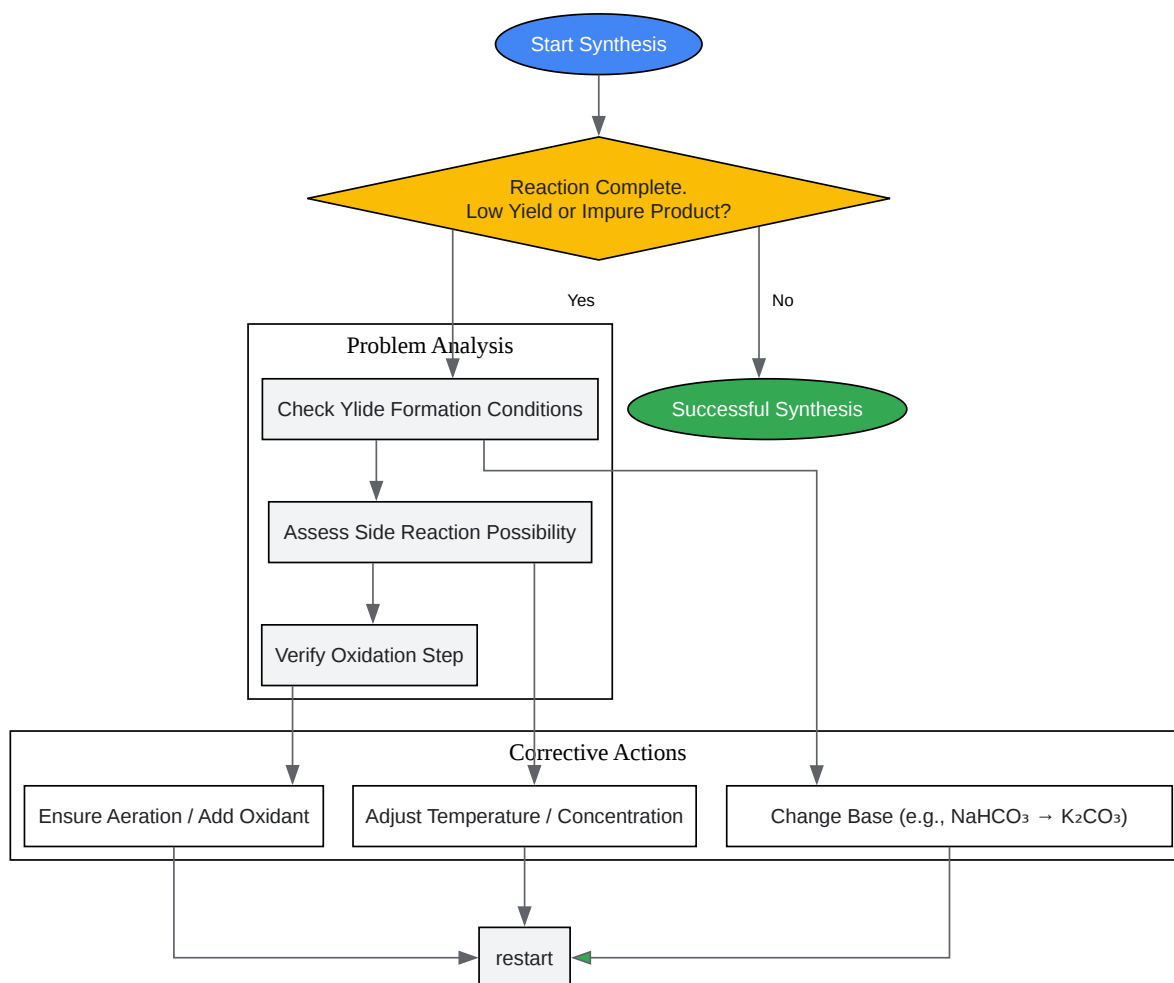 Start Synthesis
Reaction Complete.
Low Yield or Impure Product?
Yes
No
Problem Analysis
Check Ylide Formation Conditions
Successful Synthesis
Assess Side Reaction Possibility
Verify Oxidation Step
Corrective Actions
Ensure Aeration / Add Oxidant
Adjust Temperature / Concentration
Change Base (e.g., NaHCO₃ → K₂CO₃)
restart